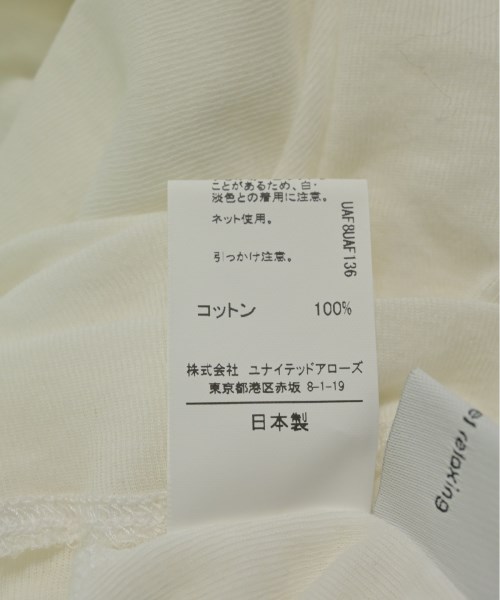 ことがあるため、白・
淡色との着用に注意。
ネット使用。
引っかけ注意。
UAF8UAF136
コットン 100%
株式会社 ユナイテッドアローズ
東京都港区赤坂 8-1-19
日本製
relaxing